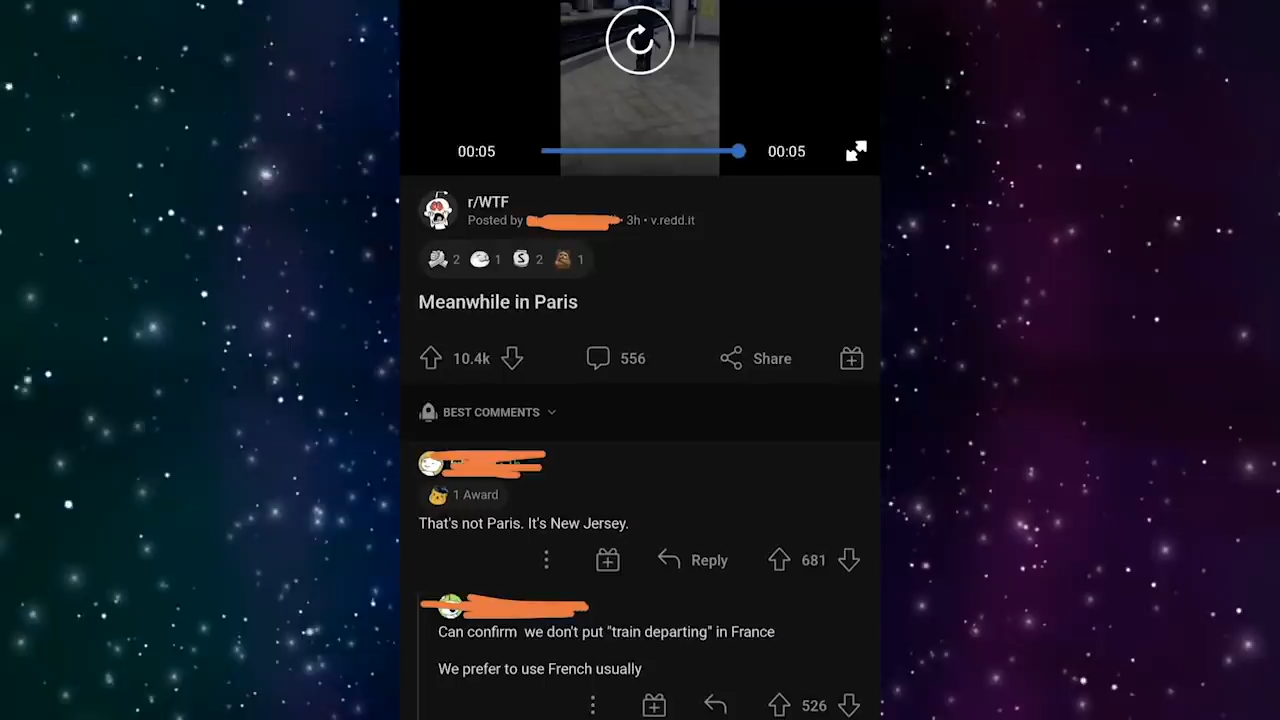 00:05
00:05
r/WTF
Posted by
• 3h • v.redd.it
2 1 2 1
Meanwhile in Paris
10.4k
556
Share
BEST COMMENTS
1 Award
That's not Paris. It's New Jersey.
Reply
681
Can confirm we don't put "train departing" in France
We prefer to use French usually
526